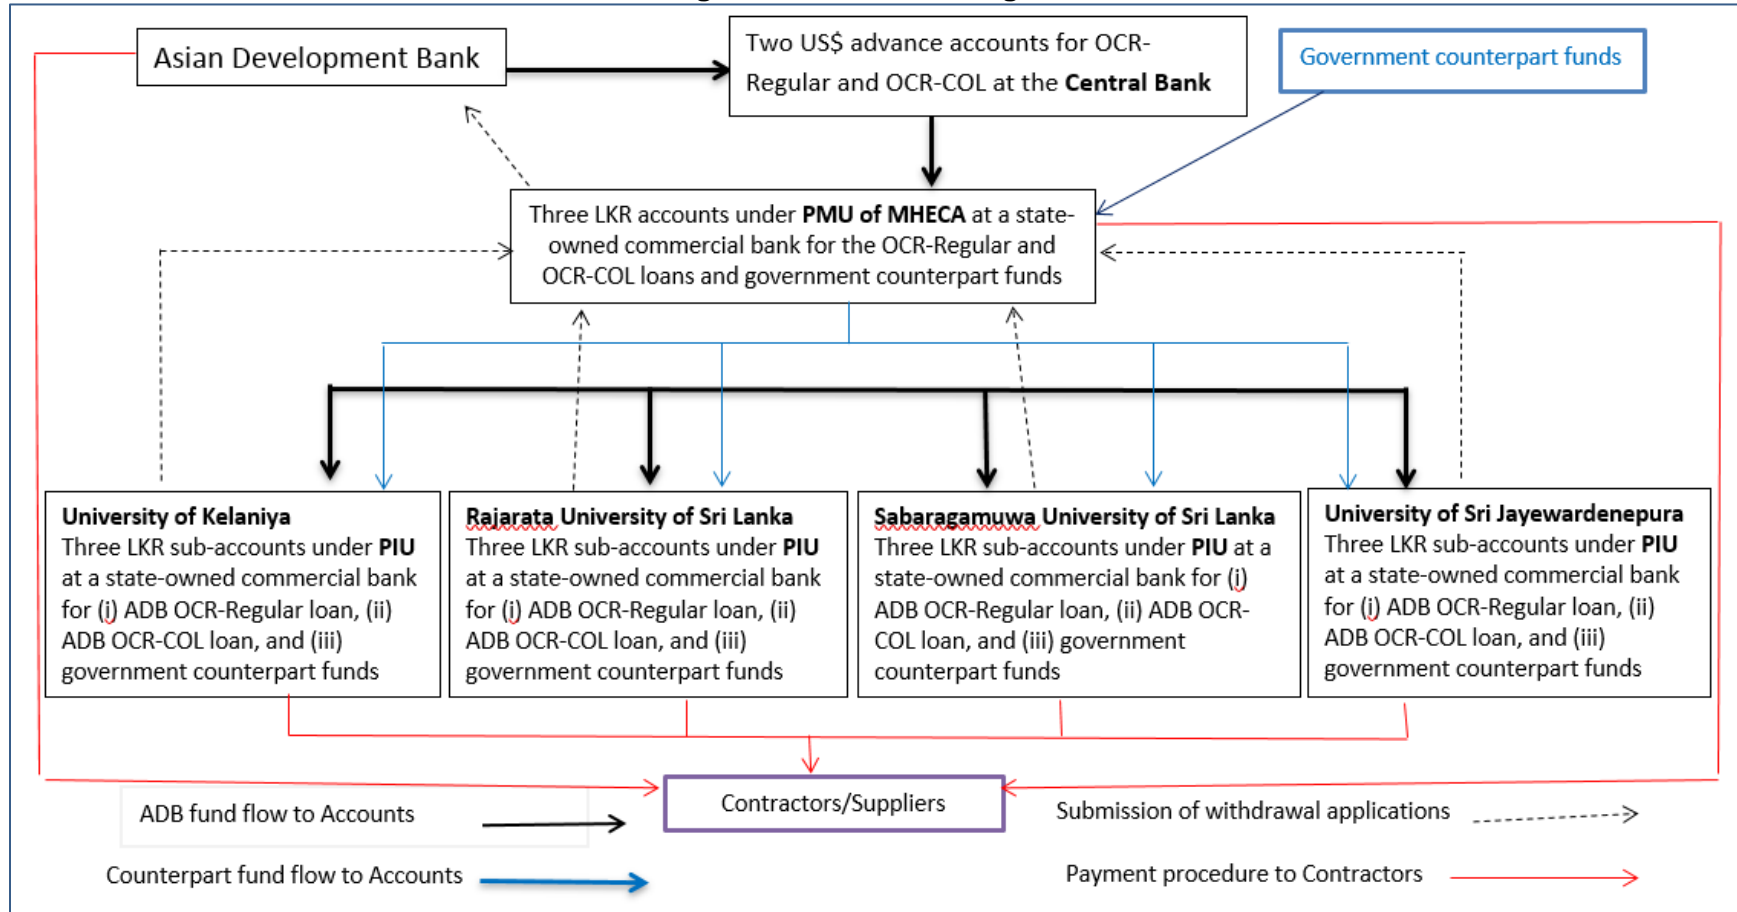 Asian Development Bank
Two US$ advance accounts for OCR-
Regular and OCR-COL at the Central Bank
Government counterpart funds
Three LKR accounts under PMU of MHECA at a state-
owned commercial bank for the OCR-Regular and
OCR-COL loans and government counterpart funds
University of Kelaniya
Three LKR sub-accounts under PIU
at a state-owned commercial bank
for (i) ADB OCR-Regular loan, (ii)
ADB OCR-COL loan, and (iii)
government counterpart funds
Rajarata University of Sri Lanka
Three LKR sub-accounts under PIU
at a state-owned commercial bank
for (i) ADB OCR-Regular loan, (ii)
ADB OCR-COL loan, and (iii)
government counterpart funds
Sabaragamuwa University of Sri Lanka
Three LKR sub-accounts under PIU at a
state-owned commercial bank for (i)
ADB OCR-Regular loan, (ii) ADB OCR-
COL loan, and (iii) government
counterpart funds
University of Sri Jayewardenepura
Three LKR sub-accounts under PIU
at a state-owned commercial bank
for (i) ADB OCR-Regular loan, (ii)
ADB OCR-COL loan, and (iii)
government counterpart funds
Contractors/Suppliers
ADB fund flow to Accounts
Submission of withdrawal applications
Counterpart fund flow to Accounts
Payment procedure to Contractors